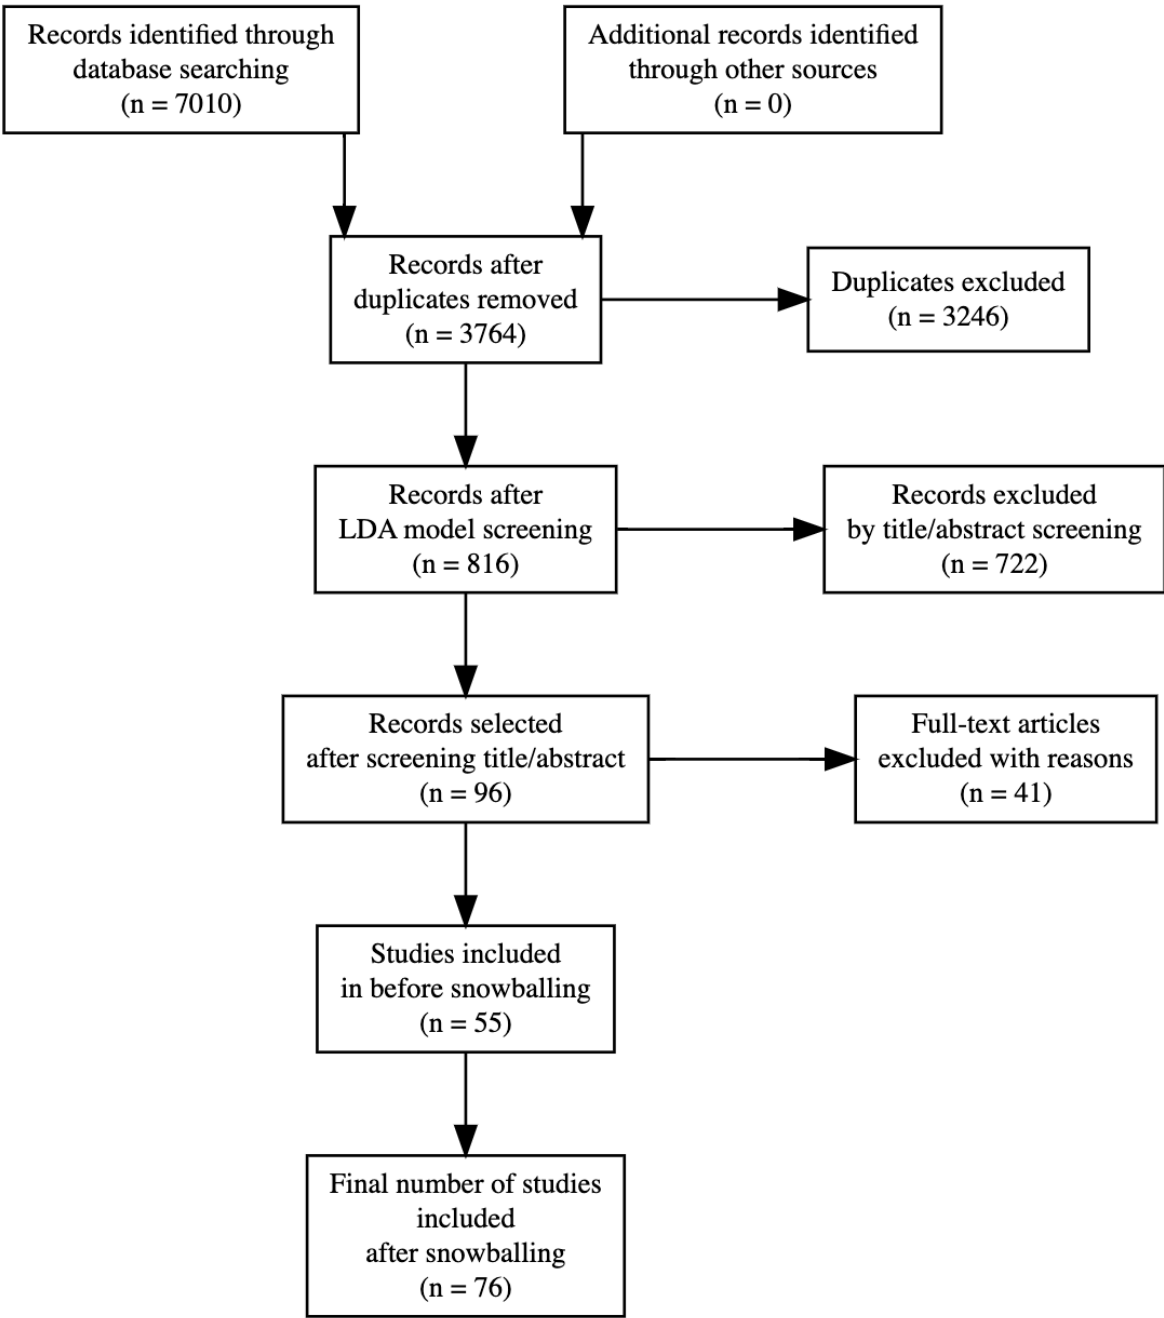 Records identified through
database searching
(n = 7010)
Additional records identified
through other sources
(n = 0)
Records after
duplicates removed
(n = 3764)
Duplicates excluded
(n = 3246)
Records after
LDA model screening
(n = 816)
Records excluded
by title/abstract screening
(n = 722)
Records selected
after screening title/abstract
(n = 96)
Full-text articles
excluded with reasons
(n = 41)
Studies included
in before snowballing
(n = 55)
Final number of studies
included
after snowballing
(n = 76)